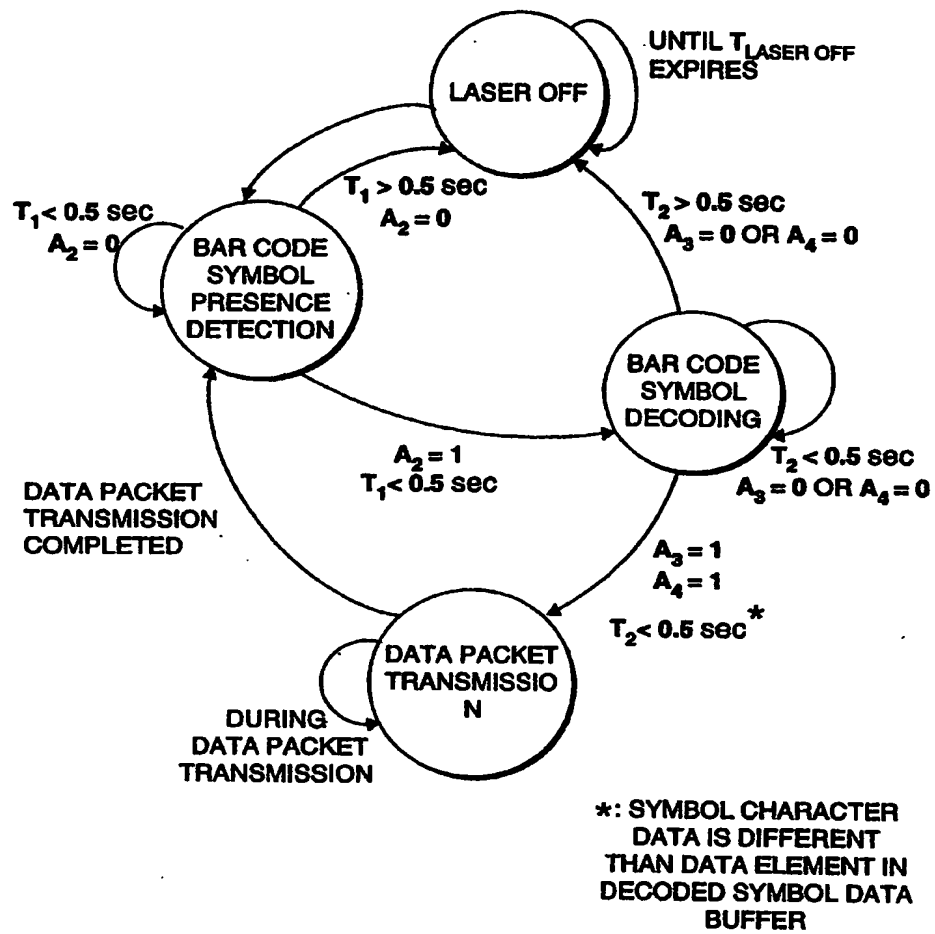 UNTIL T_LASER OFF
EXPIRES
LASER OFF
T₁ > 0.5 sec
A₂ = 0
T₂ > 0.5 sec
A₃ = 0 OR A₄ = 0
T₁ < 0.5 sec
A₂ = 0
BAR CODE
SYMBOL
PRESENCE
DETECTION
BAR CODE
SYMBOL
DECODING
A₂ = 1
T₁ < 0.5 sec
T₂ < 0.5 sec
A₃ = 0 OR A₄ = 0
DATA PACKET
TRANSMISSION
COMPLETED
A₃ = 1
A₄ = 1
T₂ < 0.5 sec*
DATA PACKET
TRANSMISSIO
N
DURING
DATA PACKET
TRANSMISSION
*: SYMBOL CHARACTER
DATA IS DIFFERENT
THAN DATA ELEMENT IN
DECODED SYMBOL DATA
BUFFER